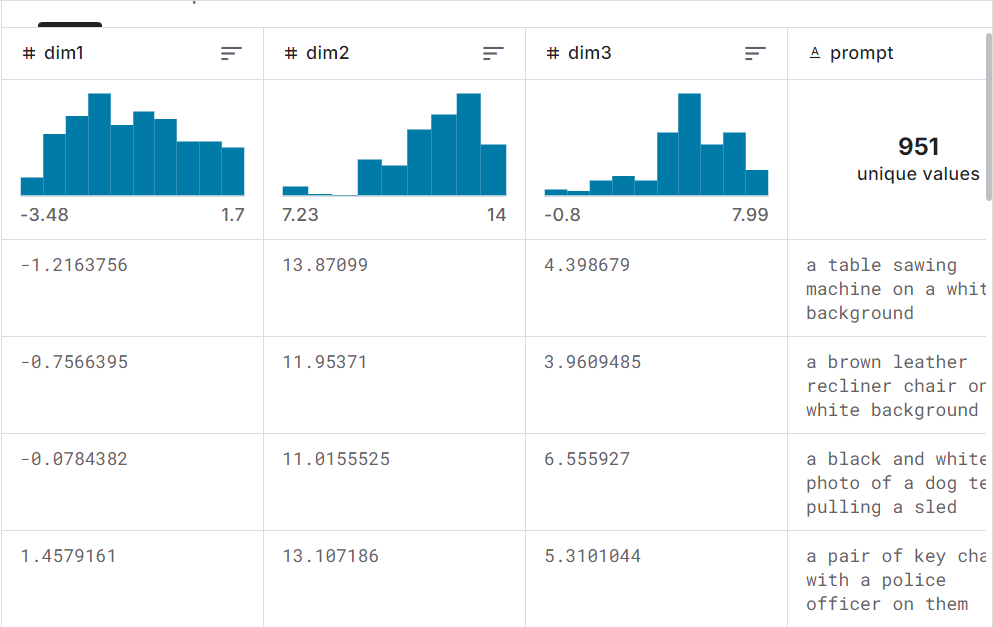 # dim1
# dim2
# dim3
A prompt
-3.48 1.7
7.23 14
-0.8 7.99
951
unique values
-1.2163756
13.87099
4.398679
a table sawing
machine on a whit
background
-0.7566395
11.95371
3.9609485
a brown leather
recliner chair on
white background
-0.0784382
11.0155525
6.555927
a black and white
photo of a dog te
pulling a sled
1.4579161
13.107186
5.3101044
a pair of key cha
with a police
officer on them